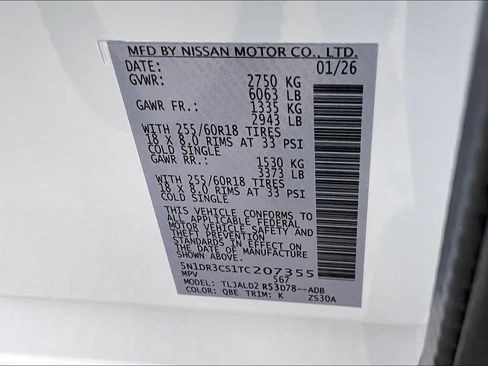 MFD BY NISSAN MOTOR CO., LTD.
DATE: 01/26
GVWR: 2750 KG
6063 LB
GAWR FR.: 1335 KG
2943 LB
WITH 255/60R18 TIRES
18 X 8.0 RIMS AT 33 PSI
COLD SINGLE
GAWR RR.: 1530 KG
3373 LB
WITH 255/60R18 TIRES
18 X 8.0 RIMS AT 33 PSI
COLD SINGLE
THIS VEHICLE CONFORMS TO
ALL APPLICABLE FEDERAL
MOTOR VEHICLE SAFETY AND
THEFT PREVENTION
STANDARDS IN EFFECT ON
THE DATE OF MANUFACTURE
SHOWN ABOVE.
5N1DR3CS1TC207355
MPV 567
MODEL: TLJALD2 R53D78--ADB
COLOR: QBE TRIM: K ZS30A